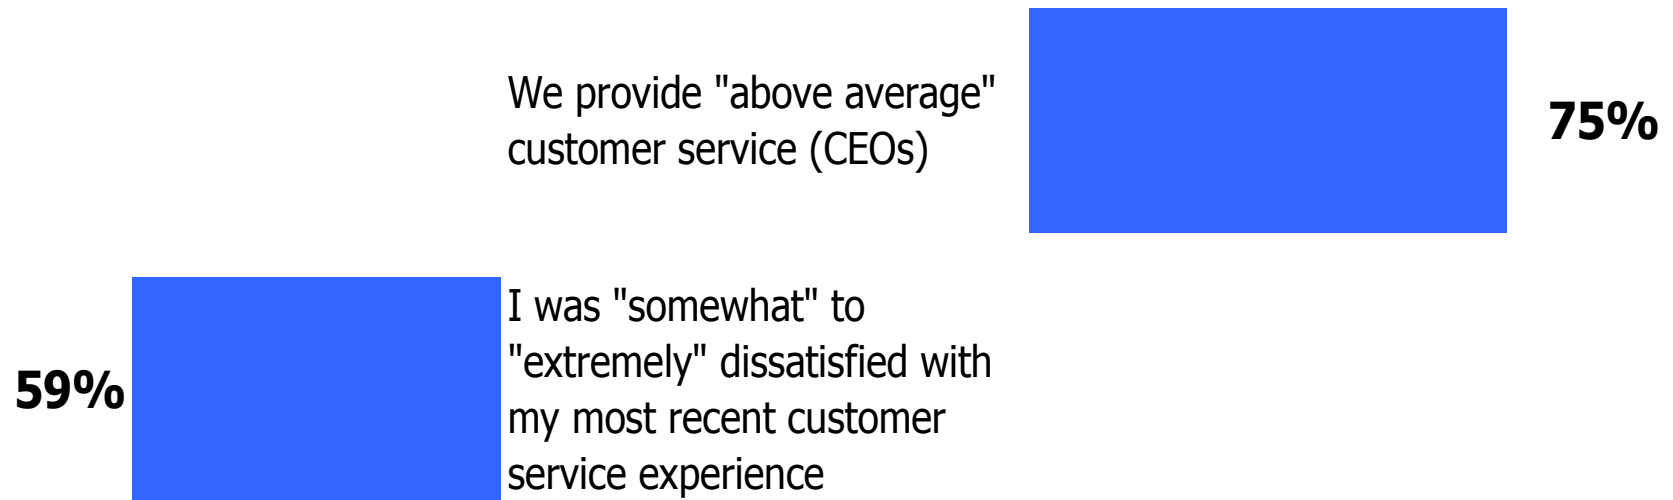 We provide "above average"
customer service (CEOs)
75%
59%
I was "somewhat" to
"extremely" dissatisfied with
my most recent customer
service experience